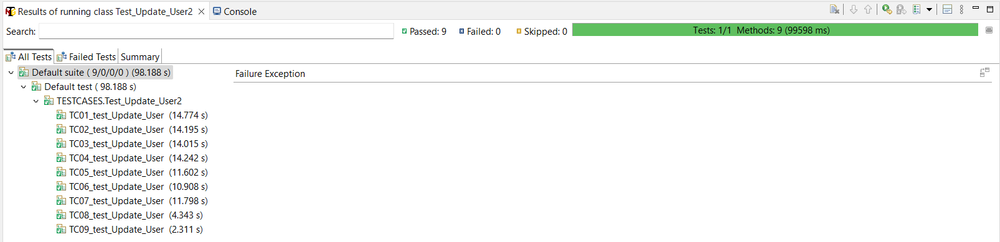 Results of running class Test_Update_User2 Console
Search: Passed: 9 Failed: 0 Skipped: 0 Tests: 1/1 Methods: 9 (99598 ms)
All Tests Failed Tests Summary
Default suite ( 9/0/0/0 ) (98.188 s) Failure Exception
Default test ( 98.188 s)
TESTCASES.Test_Update_User2
TC01_test_Update_User (14.774 s)
TC02_test_Update_User (14.195 s)
TC03_test_Update_User (14.015 s)
TC04_test_Update_User (14.242 s)
TC05_test_Update_User (11.602 s)
TC06_test_Update_User (10.908 s)
TC07_test_Update_User (11.798 s)
TC08_test_Update_User (4.343 s)
TC09_test_Update_User (2.311 s)